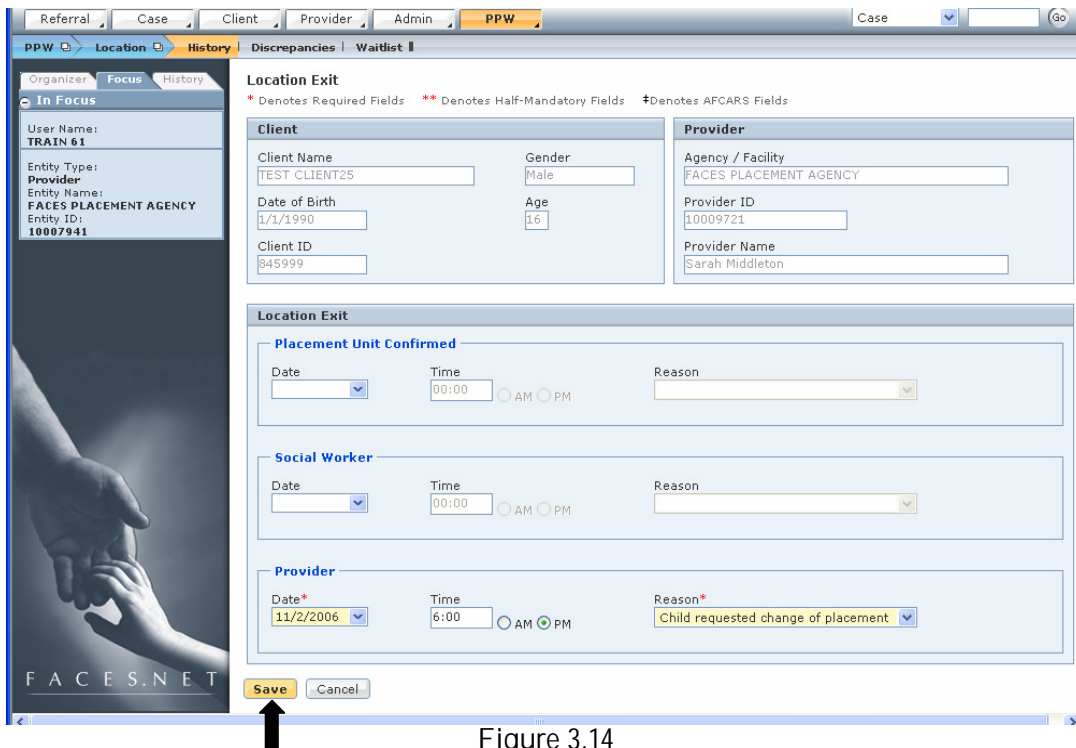 Referral Case Client Provider Admin PPW Case Go
PPW Location History Discrepancies Waitlist
Organizer Focus History
In Focus
User Name:
TRAIN 61
Entity Type:
Provider
Entity Name:
FACES PLACEMENT AGENCY
Entity ID:
10007941
FACES.NET
Location Exit
* Denotes Required Fields ** Denotes Half-Mandatory Fields ‡Denotes AFCARS Fields
Client
Client Name Gender
TEST CLIENT25 Male
Date of Birth Age
1/1/1990 16
Client ID
845999
Provider
Agency / Facility
FACES PLACEMENT AGENCY
Provider ID
10009721
Provider Name
Sarah Middleton
Location Exit
Placement Unit Confirmed
Date Time Reason
00:00 AM PM
Social Worker
Date Time Reason
00:00 AM PM
Provider
Date* Time Reason*
11/2/2006 6:00 AM PM Child requested change of placement
Save Cancel
Figure 3.14